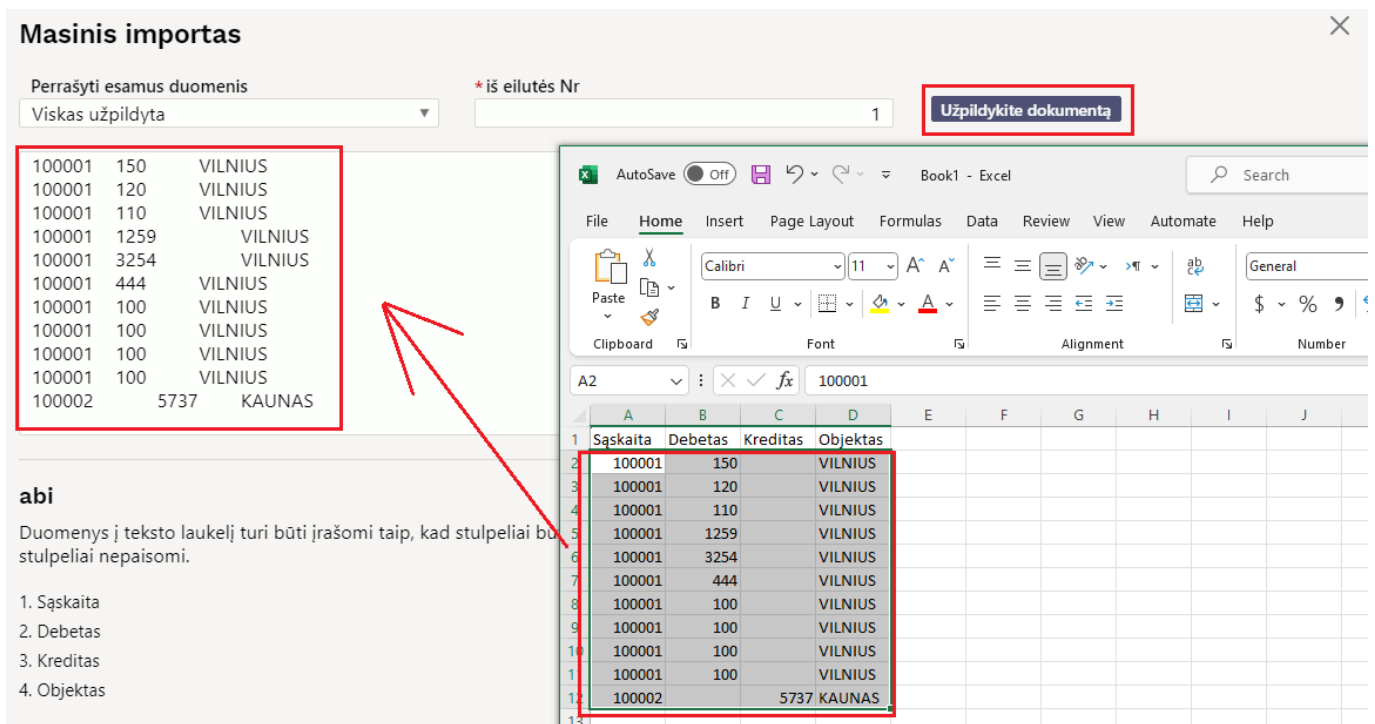 Masinis importas
Perrašyti esamus duomenis
*iš eilutės Nr
Viskas užpildyta
1
Užpildykite dokumentą
100001 150 VILNIUS
100001 120 VILNIUS
100001 110 VILNIUS
100001 1259 VILNIUS
100001 3254 VILNIUS
100001 444 VILNIUS
100001 100 VILNIUS
100001 100 VILNIUS
100001 100 VILNIUS
100001 100 VILNIUS
100002 5737 KAUNAS
abi
Duomenys į teksto laukelį turi būti įrašomi taip, kad stulpeliai
stulpeliai nepaisomi.
1. Sąskaita
2. Debetas
3. Kreditas
4. Objektas
AutoSave Off Book1 - Excel Search
File Home Insert Page Layout Formulas Data Review View Automate Help
Paste
Calibri 11 A^ A˅ ab General
B I U A $ % 9
Clipboard Font Alignment Number
A2 fx 100001
A B C D E F G H I J
1 Sąskaita Debetas Kreditas Objektas
2 100001 150 VILNIUS
3 100001 120 VILNIUS
4 100001 110 VILNIUS
5 100001 1259 VILNIUS
6 100001 3254 VILNIUS
7 100001 444 VILNIUS
8 100001 100 VILNIUS
9 100001 100 VILNIUS
10 100001 100 VILNIUS
11 100001 100 VILNIUS
12 100002 5737 KAUNAS
13